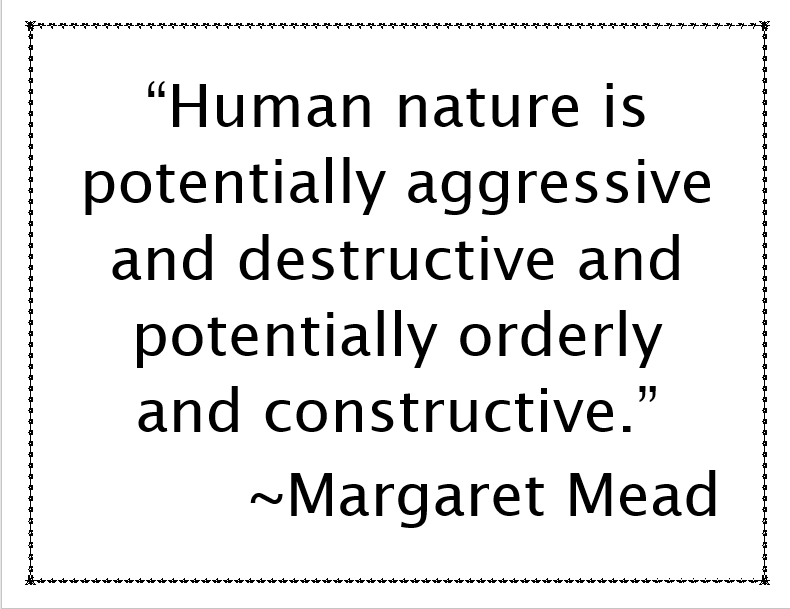 “Human nature is
potentially aggressive
and destructive and
potentially orderly
and constructive.”
~Margaret Mead